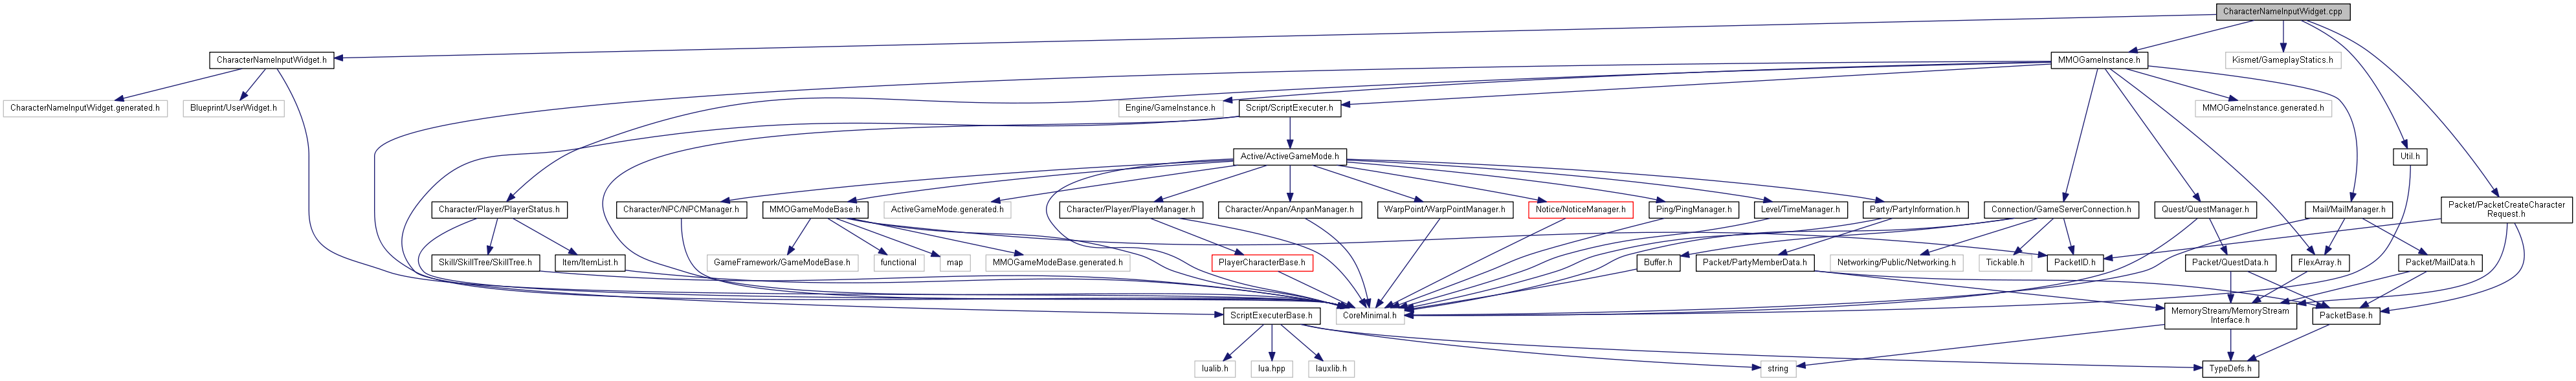 CharacterNameInputWidget.cpp
CharacterNameInputWidget.h
MMOGameInstance.h
Kismet/GameplayStatics.h
CharacterNameInputWidget.generated.h
Blueprint/UserWidget.h
Engine/GameInstance.h
Script/ScriptExecuter.h
MMOGameInstance.generated.h
Active/ActiveGameMode.h
Util.h
Character/Player/PlayerStatus.h
Character/NPC/NPCManager.h
MMOGameModeBase.h
ActiveGameMode.generated.h
Character/Player/PlayerManager.h
Character/Anpan/AnpanManager.h
WarpPoint/WarpPointManager.h
Notice/NoticeManager.h
Ping/PingManager.h
Level/TimeManager.h
Party/PartyInformation.h
Connection/GameServerConnection.h
Quest/QuestManager.h
Mail/MailManager.h
Packet/PacketCreateCharacter
Request.h
Skill/SkillTree/SkillTree.h
Item/ItemList.h
GameFramework/GameModeBase.h
functional
map
MMOGameModeBase.generated.h
PlayerCharacterBase.h
Buffer.h
Packet/PartyMemberData.h
Networking/Public/Networking.h
Tickable.h
PacketID.h
Packet/QuestData.h
FlexArray.h
Packet/MailData.h
ScriptExecuterBase.h
CoreMinimal.h
MemoryStream/MemoryStream
Interface.h
PacketBase.h
lualib.h
lua.hpp
lauxlib.h
string
TypeDefs.h